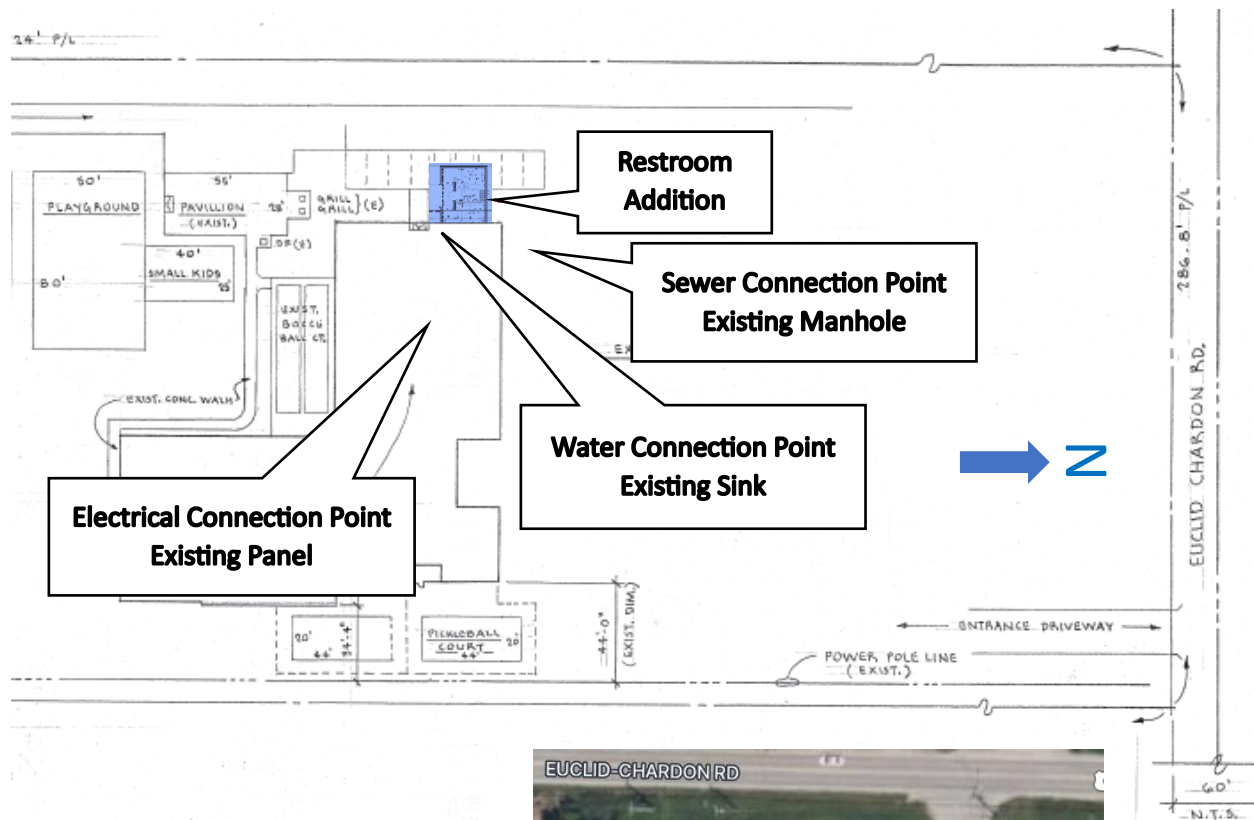 24' P/L
Restroom
Addition
50'
PLAYGROUND
80'
55'
PAVILLION
(EXIST.)
28'
GRILL
GRILL
(E)
DF(E)
40'
SMALL KIDS
25'
EXIST.
BOCCE
BALL CT.
Sewer Connection Point
Existing Manhole
EX
286.8' P/L
EUCLID CHARDON RD.
EXIST. CONC. WALK
Water Connection Point
Existing Sink
N
Electrical Connection Point
Existing Panel
20'
44'
34'-4"
PICKLEBALL
COURT
20'
44'
44'-0"
(EXIST. DIM.)
ENTRANCE DRIVEWAY
POWER POLE LINE
(EXIST.)
EUCLID-CHARDON RD
60'
N.T.S.